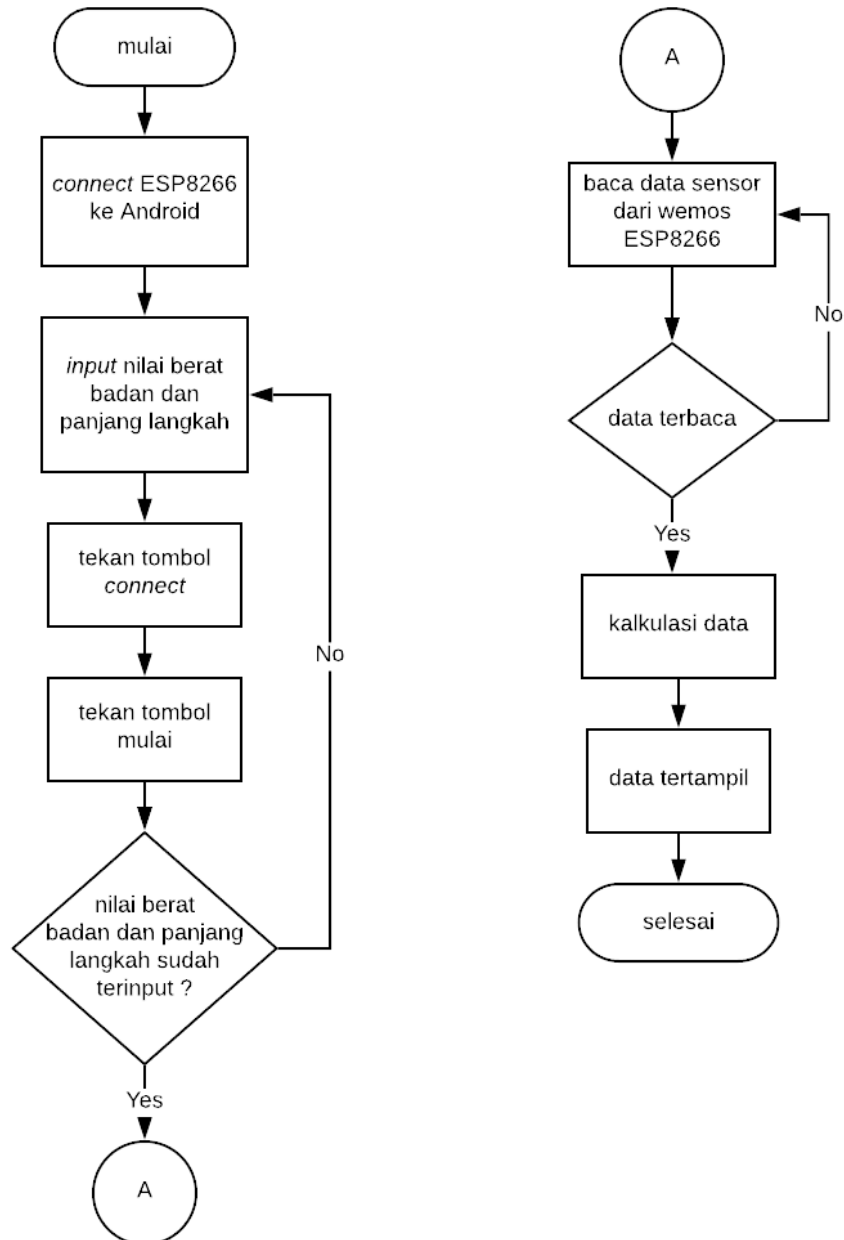 mulai
connect ESP8266
ke Android
input nilai berat
badan dan
panjang langkah
tekan tombol
connect
No
tekan tombol
mulai
nilai berat
badan dan panjang
langkah sudah
terinput ?
Yes
A
A
baca data sensor
dari wemos
ESP8266
No
data terbaca
Yes
kalkulasi data
data tertampil
selesai